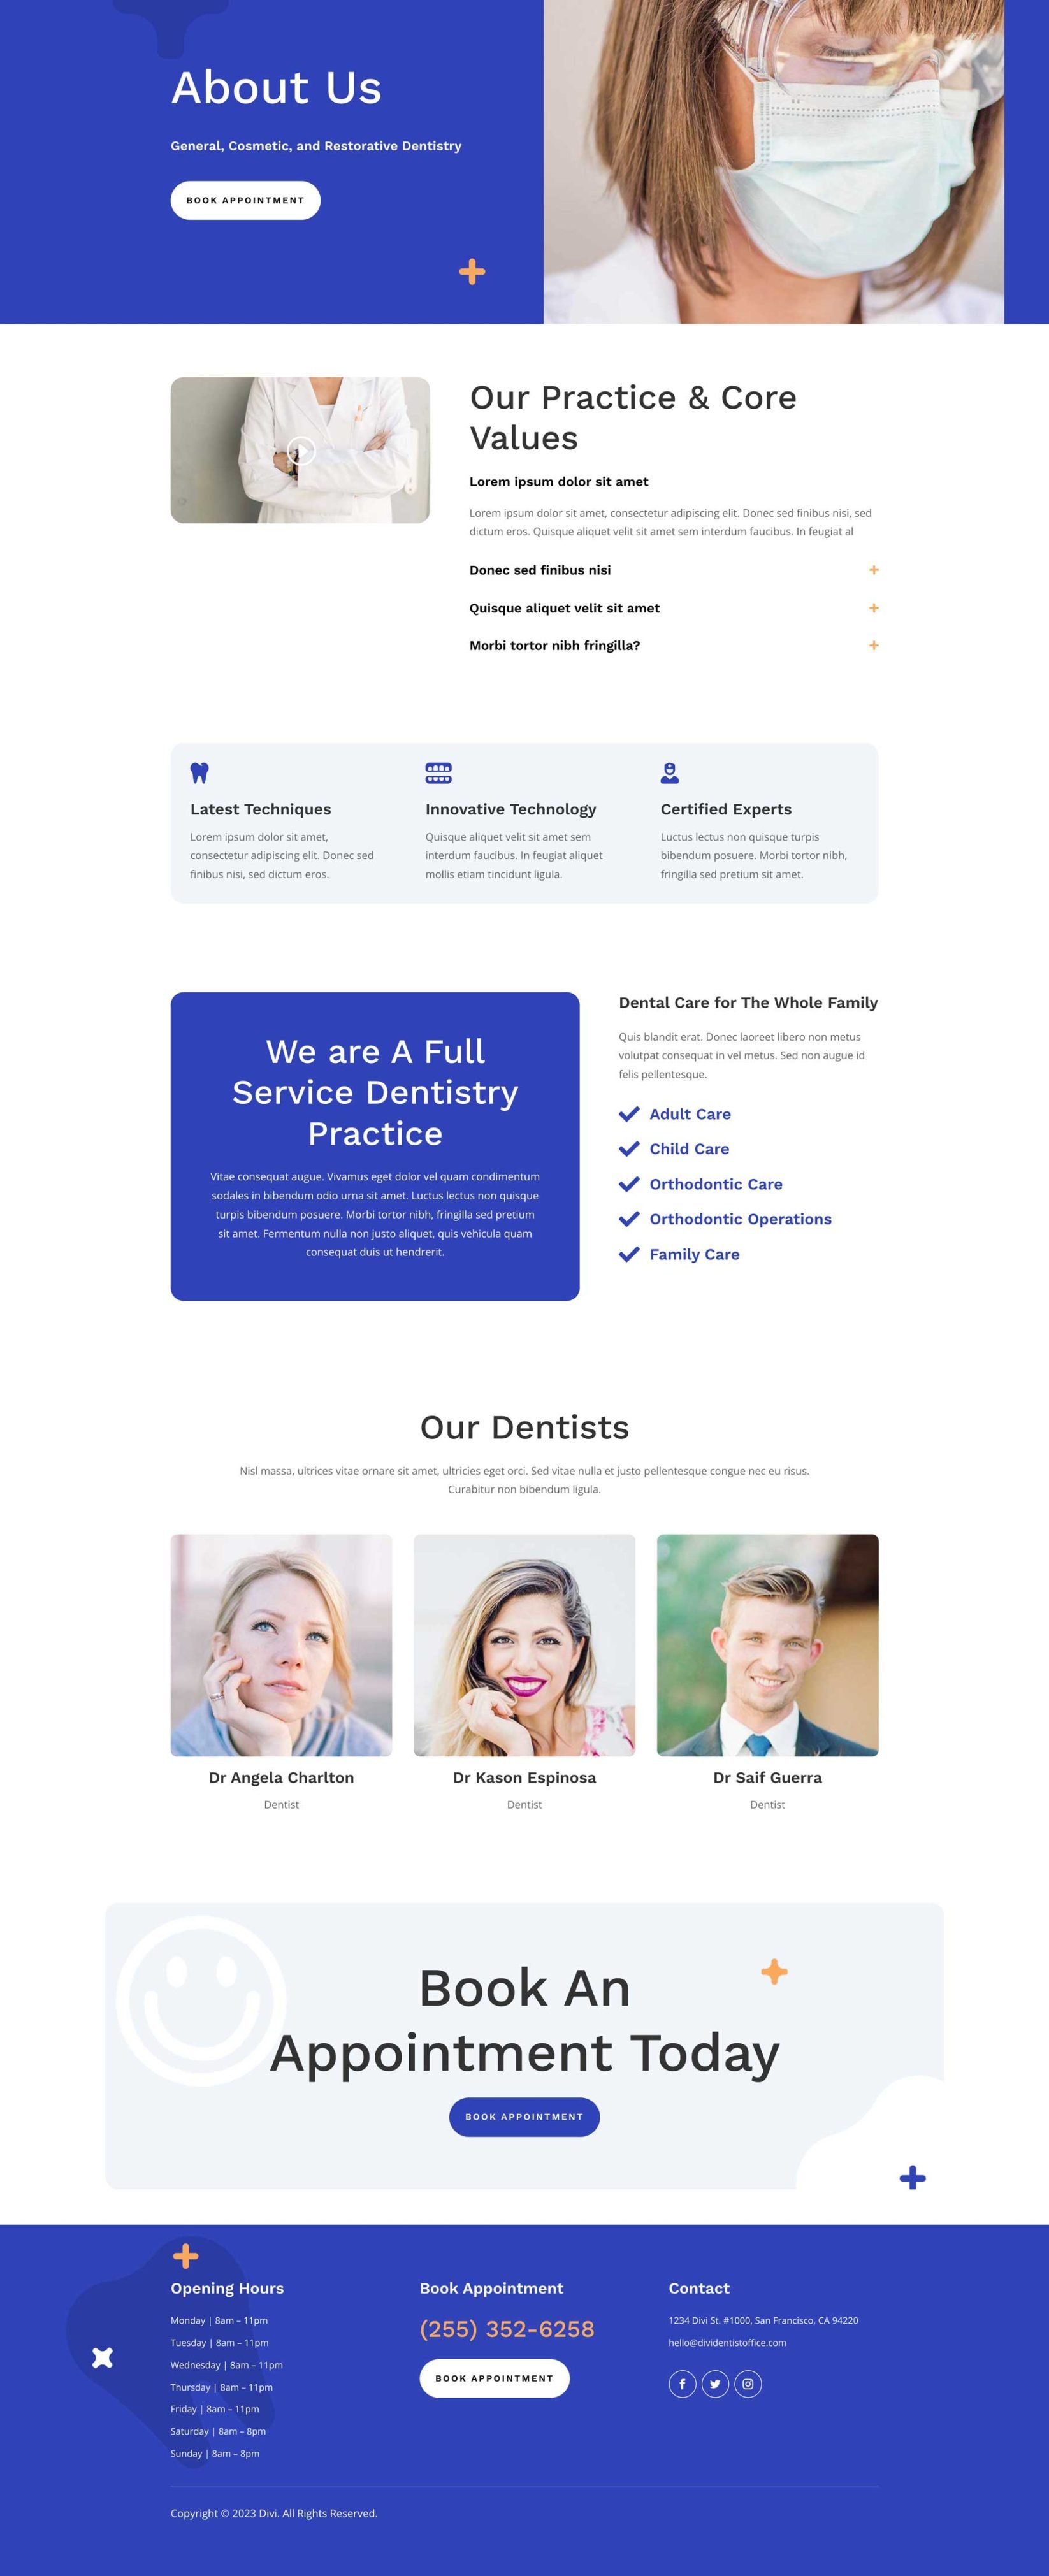 About Us
General, Cosmetic, and Restorative Dentistry
BOOK APPOINTMENT
Our Practice & Core
Values
Lorem ipsum dolor sit amet
Lorem ipsum dolor sit amet, consectetur adipiscing elit. Donec sed finibus nisi, sed
dictum eros. Quisque aliquet velit sit amet sem interdum faucibus. In feugiat al
Donec sed finibus nisi
Quisque aliquet velit sit amet
Morbi tortor nibh fringilla?
Latest Techniques
Lorem ipsum dolor sit amet,
consectetur adipiscing elit. Donec sed
finibus nisi, sed dictum eros.
Innovative Technology
Quisque aliquet velit sit amet sem
interdum faucibus. In feugiat aliquet
mollis etiam tincidunt ligula.
Certified Experts
Luctus lectus non quisque turpis
bibendum posuere. Morbi tortor nibh,
fringilla sed pretium sit amet.
We are A Full
Service Dentistry
Practice
Vitae consequat augue. Vivamus eget dolor vel quam condimentum
sodales in bibendum odio urna sit amet. Luctus lectus non quisque
turpis bibendum posuere. Morbi tortor nibh, fringilla sed pretium
sit amet. Fermentum nulla non justo aliquet, quis vehicula quam
consequat duis ut hendrerit.
Dental Care for The Whole Family
Quis blandit erat. Donec laoreet libero non metus
volutpat consequat in vel metus. Sed non augue id
felis pellentesque.
Adult Care
Child Care
Orthodontic Care
Orthodontic Operations
Family Care
Our Dentists
Nisl massa, ultrices vitae ornare sit amet, ultricies eget orci. Sed vitae nulla et justo pellentesque congue nec eu risus.
Curabitur non bibendum ligula.
Dr Angela Charlton
Dentist
Dr Kason Espinosa
Dentist
Dr Saif Guerra
Dentist
Book An
Appointment Today
BOOK APPOINTMENT
Opening Hours
Monday | 8am – 11pm
Tuesday | 8am – 11pm
Wednesday | 8am – 11pm
Thursday | 8am – 11pm
Friday | 8am – 11pm
Saturday | 8am – 8pm
Sunday | 8am – 8pm
Book Appointment
(255) 352-6258
BOOK APPOINTMENT
Contact
1234 Divi St. #1000, San Francisco, CA 94220
hello@dividentistoffice.com
Copyright © 2023 Divi. All Rights Reserved.